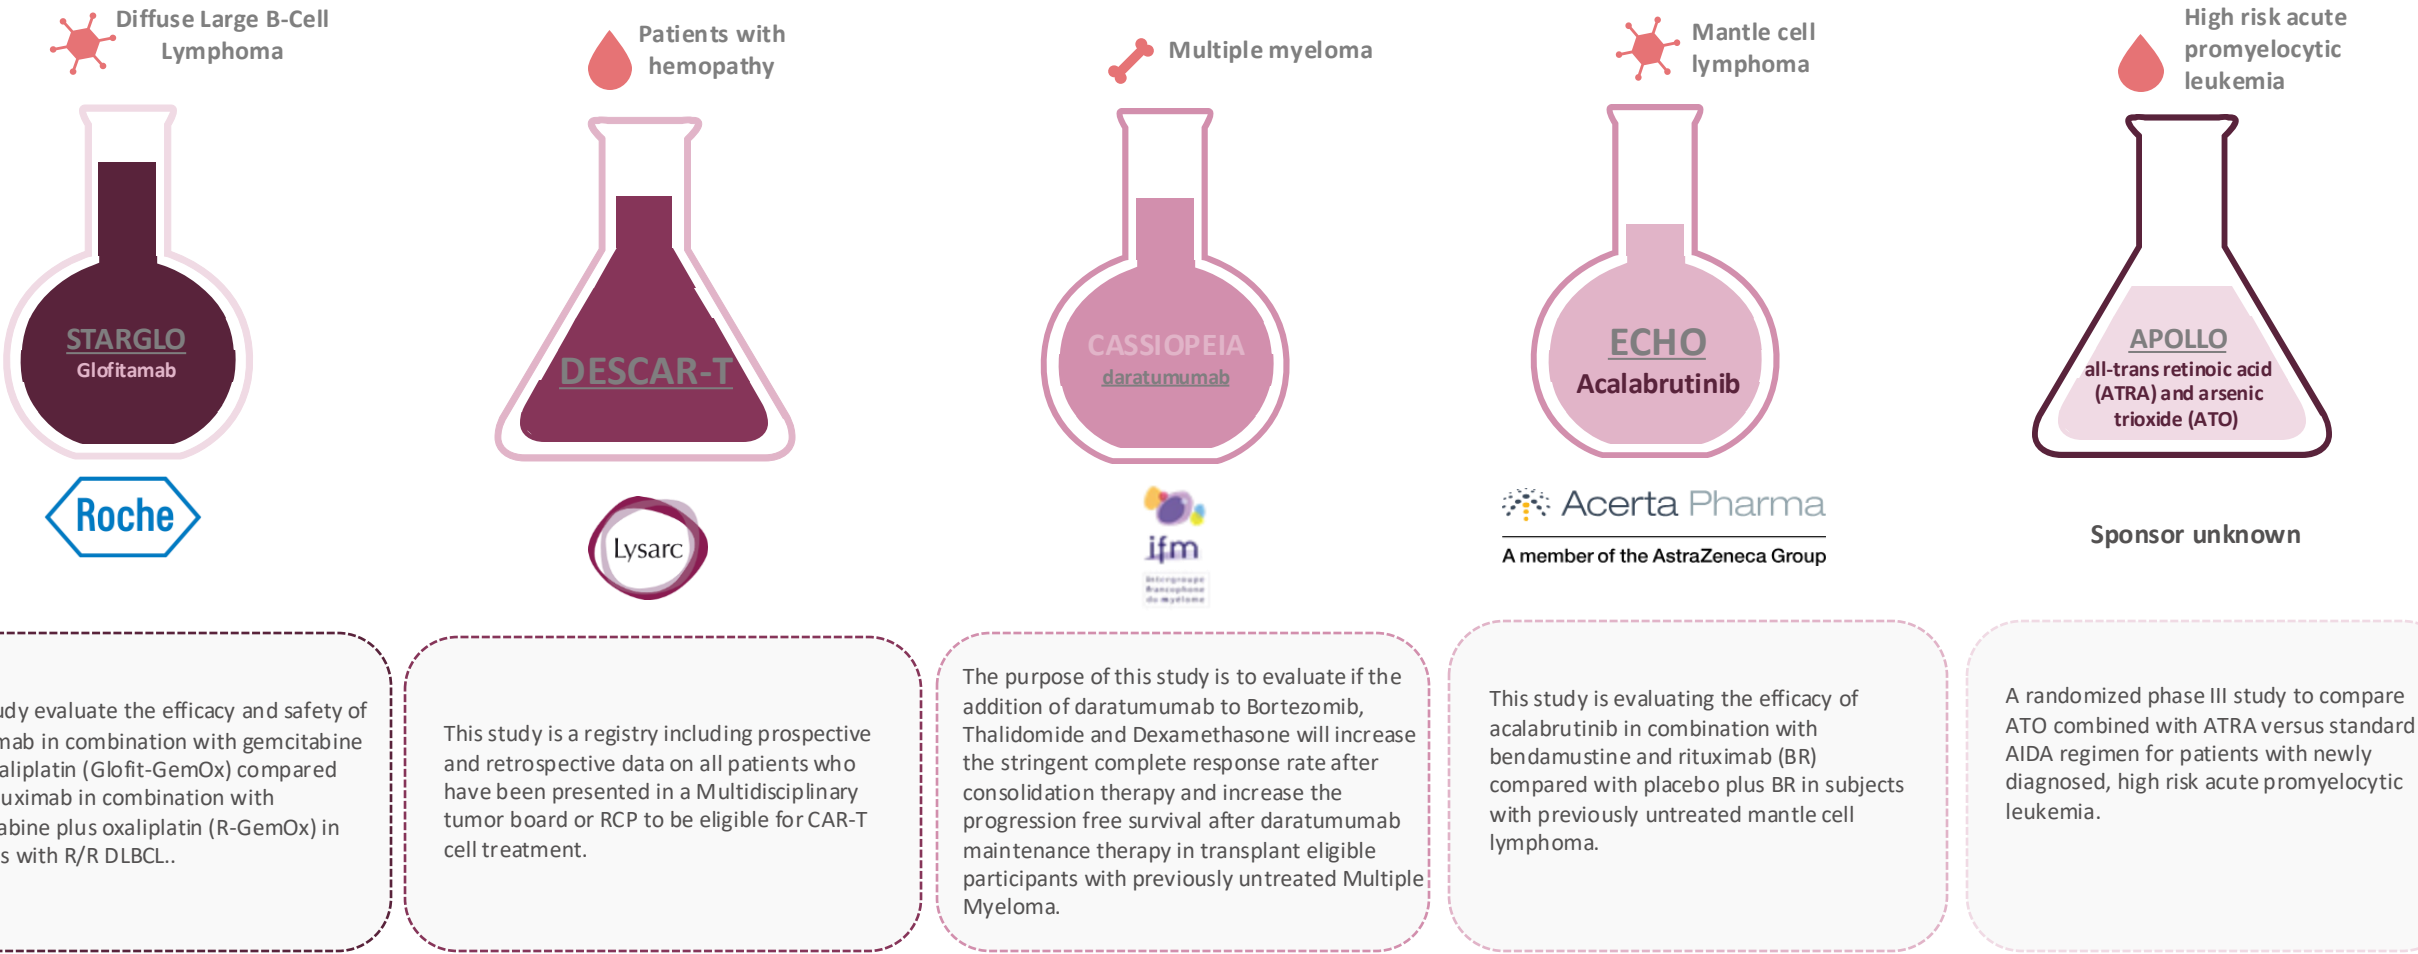 Diffuse Large B-Cell
Lymphoma
STARGLO
Glofitamab
Roche
udy evaluate the efficacy and safety of
mab in combination with gemcitabine
aliplatin (Glofit-GemOx) compared
uximab in combination with
abine plus oxaliplatin (R-GemOx) in
s with R/R DLBCL..
Patients with
hemopathy
DESCAR-T
Lysarc
This study is a registry including prospective
and retrospective data on all patients who
have been presented in a Multidisciplinary
tumor board or RCP to be eligible for CAR-T
cell treatment.
Multiple myeloma
CASSIOPEIA
daratumumab
ifm
Intergroupe
francophone
du myélome
The purpose of this study is to evaluate if the
addition of daratumumab to Bortezomib,
Thalidomide and Dexamethasone will increase
the stringent complete response rate after
consolidation therapy and increase the
progression free survival after daratumumab
maintenance therapy in transplant eligible
participants with previously untreated Multiple
Myeloma.
Mantle cell
lymphoma
ECHO
Acalabrutinib
Acerta Pharma
A member of the AstraZeneca Group
This study is evaluating the efficacy of
acalabrutinib in combination with
bendamustine and rituximab (BR)
compared with placebo plus BR in subjects
with previously untreated mantle cell
lymphoma.
High risk acute
promyelocytic
leukemia
APOLLO
all-trans retinoic acid
(ATRA) and arsenic
trioxide (ATO)
Sponsor unknown
A randomized phase III study to compare
ATO combined with ATRA versus standard
AIDA regimen for patients with newly
diagnosed, high risk acute promyelocytic
leukemia.